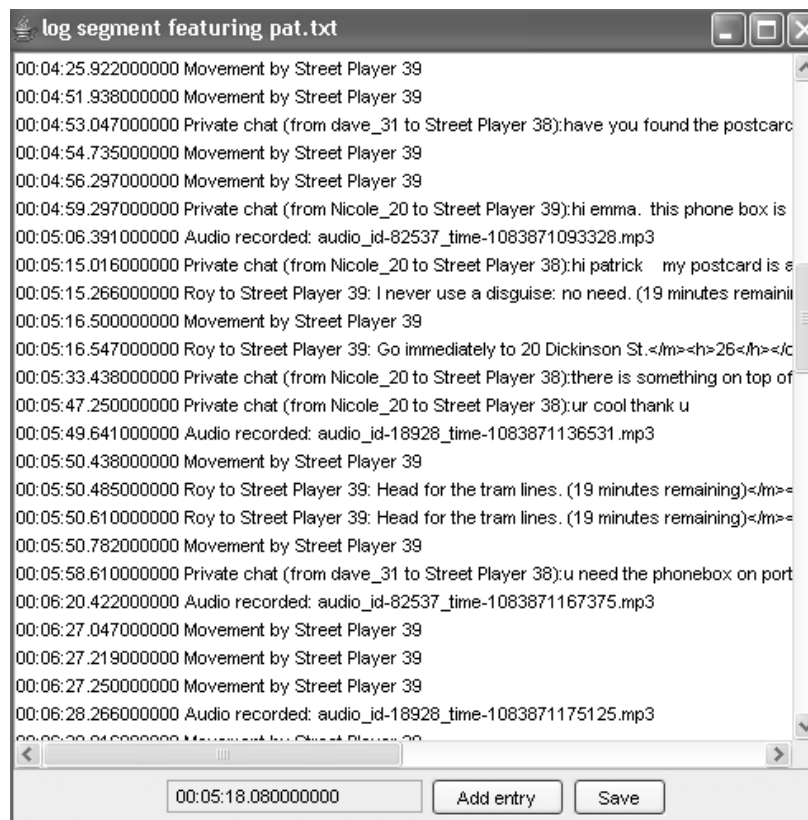 log segment featuring pat.txt
00:04:25.922000000 Movement by Street Player 39
00:04:51.938000000 Movement by Street Player 39
00:04:53.047000000 Private chat (from dave_31 to Street Player 38):have you found the postcarc
00:04:54.735000000 Movement by Street Player 39
00:04:56.297000000 Movement by Street Player 39
00:04:59.297000000 Private chat (from Nicole_20 to Street Player 39):hi emma.  this phone box is
00:05:06.391000000 Audio recorded: audio_id-82537_time-1083871093328.mp3
00:05:15.016000000 Private chat (from Nicole_20 to Street Player 38):hi patrick    my postcard is a
00:05:15.266000000 Roy to Street Player 39: I never use a disguise: no need. (19 minutes remainii
00:05:16.500000000 Movement by Street Player 39
00:05:16.547000000 Roy to Street Player 39: Go immediately to 20 Dickinson St.</m><h>26</h></c
00:05:33.438000000 Private chat (from Nicole_20 to Street Player 38):there is something on top of
00:05:47.250000000 Private chat (from Nicole_20 to Street Player 38):ur cool thank u
00:05:49.641000000 Audio recorded: audio_id-18928_time-1083871136531.mp3
00:05:50.438000000 Movement by Street Player 39
00:05:50.485000000 Roy to Street Player 39: Head for the tram lines. (19 minutes remaining)</m><
00:05:50.610000000 Roy to Street Player 39: Head for the tram lines. (19 minutes remaining)</m><
00:05:50.782000000 Movement by Street Player 39
00:05:58.610000000 Private chat (from dave_31 to Street Player 38):u need the phonebox on port
00:06:20.422000000 Audio recorded: audio_id-82537_time-1083871167375.mp3
00:06:27.047000000 Movement by Street Player 39
00:06:27.219000000 Movement by Street Player 39
00:06:27.250000000 Movement by Street Player 39
00:06:28.266000000 Audio recorded: audio_id-18928_time-1083871175125.mp3
Movement by Street Player 39
00:05:18.080000000
Add entry
Save